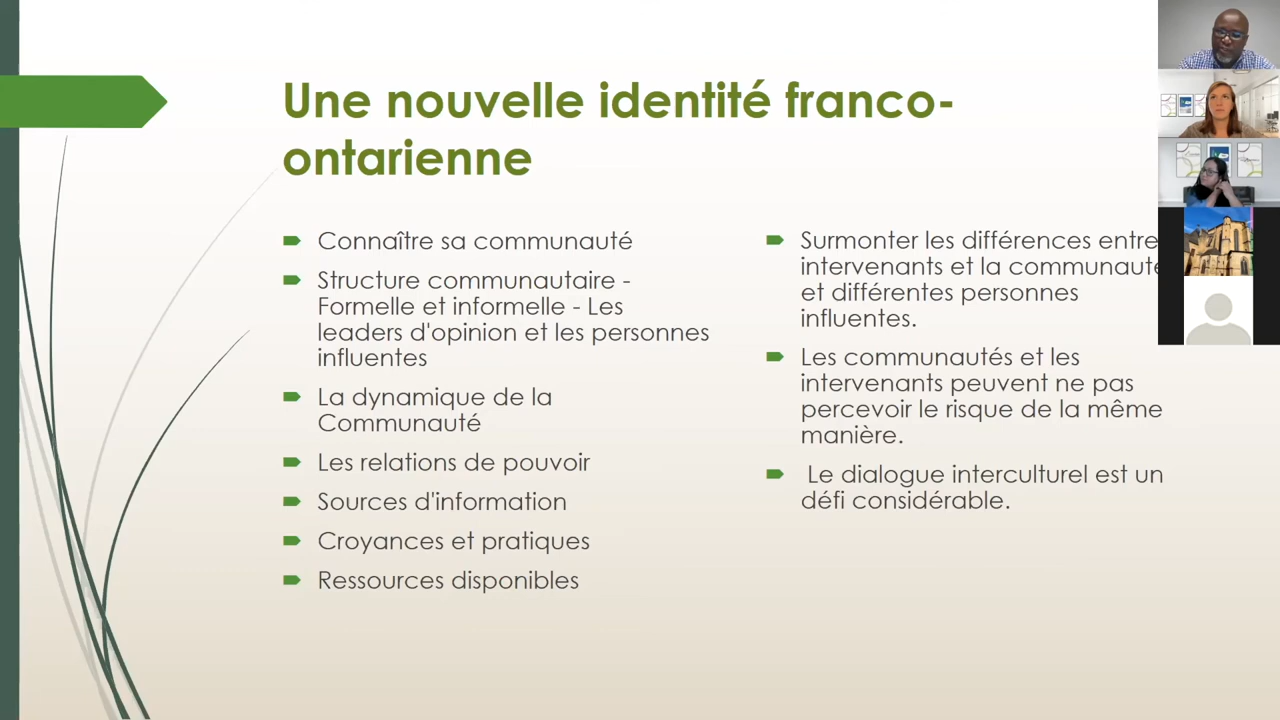 Une nouvelle identité franco-
ontarienne
Connaître sa communauté
Structure communautaire -
Formelle et informelle - Les
leaders d'opinion et les personnes
influentes
La dynamique de la
Communauté
Les relations de pouvoir
Sources d'information
Croyances et pratiques
Ressources disponibles
Surmonter les différences entre
intervenants et la communauté
et différentes personnes
influentes.
Les communautés et les
intervenants peuvent ne pas
percevoir le risque de la même
manière.
Le dialogue interculturel est un
défi considérable.